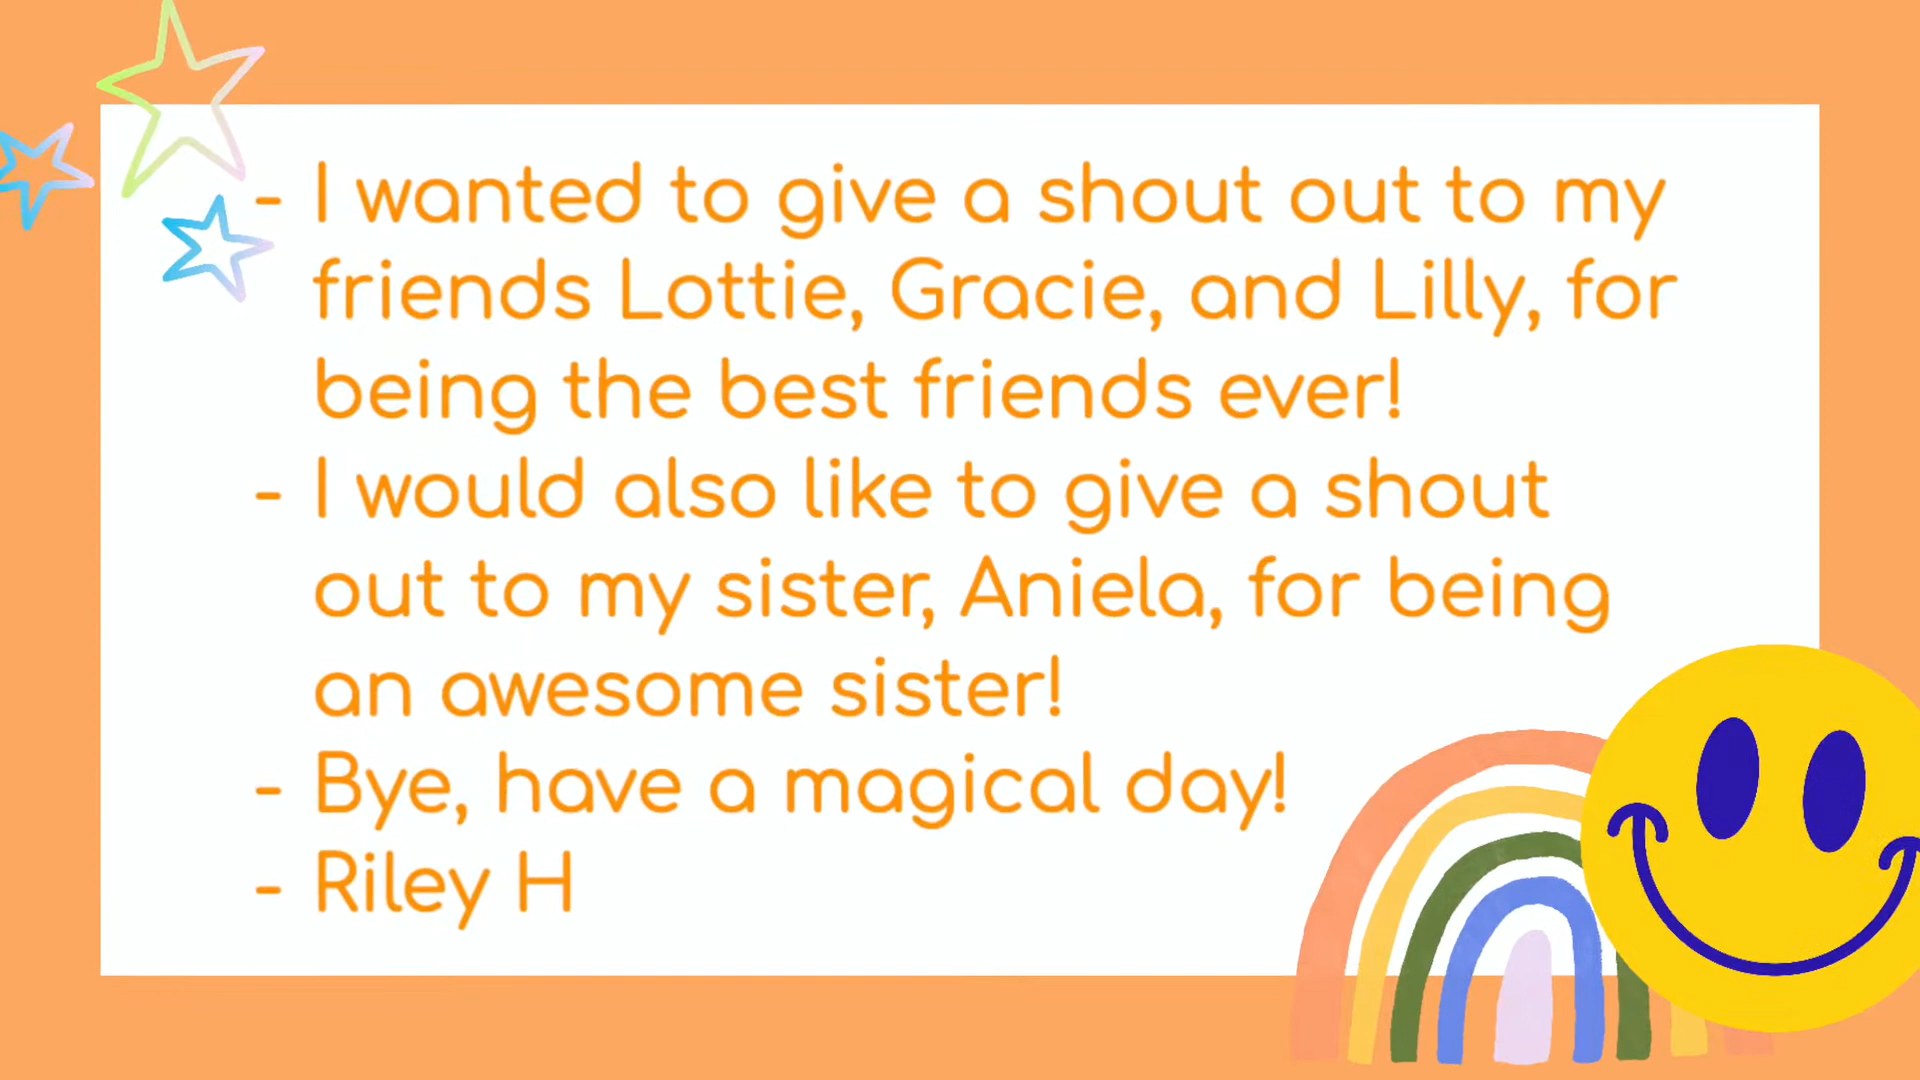 - I wanted to give a shout out to my
friends Lottie, Gracie, and Lilly, for
being the best friends ever!
- I would also like to give a shout
out to my sister, Aniela, for being
an awesome sister!
- Bye, have a magical day!
- Riley H